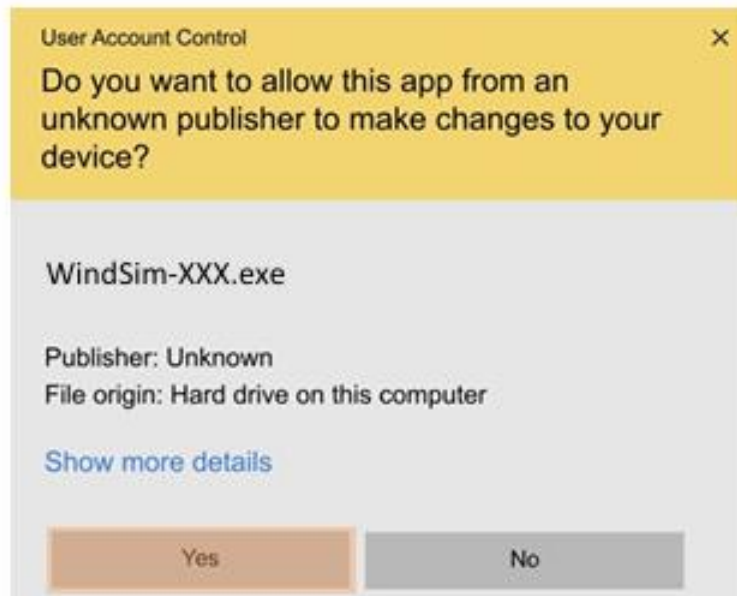 User Account Control
Do you want to allow this app from an
unknown publisher to make changes to your
device?
WindSim-XXX.exe
Publisher: Unknown
File origin: Hard drive on this computer
Show more details
Yes No